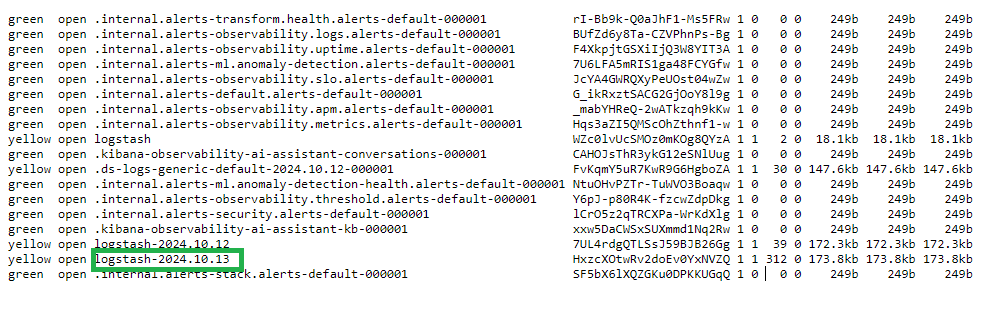 green open .internal.alerts-transform.health.alerts-default-000001 rI-Bb9k-Q0aJhF1-Ms5FRw 1 0 0 0 249b 249b 249b
green open .internal.alerts-observability.logs.alerts-default-000001 BUfZd6y8Ta-CZVPhnPs-Bg 1 0 0 0 249b 249b 249b
green open .internal.alerts-observability.uptime.alerts-default-000001 F4XkpjtGSXiIjQ3W8YIT3A 1 0 0 0 249b 249b 249b
green open .internal.alerts-ml.anomaly-detection.alerts-default-000001 7U6LFA5mRIS1ga48FCYGfw 1 0 0 0 249b 249b 249b
green open .internal.alerts-observability.slo.alerts-default-000001 JcYA4GWRQXyPeUOst04wZw 1 0 0 0 249b 249b 249b
green open .internal.alerts-default.alerts-default-000001 G_ikRxztSACG2GjOoY8l9g 1 0 0 0 249b 249b 249b
green open .internal.alerts-observability.apm.alerts-default-000001 _mabYHReQ-2wATkzqh9kKw 1 0 0 0 249b 249b 249b
green open .internal.alerts-observability.metrics.alerts-default-000001 Hqs3aZI5QMScOhZthnf1-w 1 0 0 0 249b 249b 249b
yellow open logstash WZc0lvUcSMOz0mKOg8QYzA 1 1 2 0 18.1kb 18.1kb 18.1kb
green open .kibana-observability-ai-assistant-conversations-000001 CAHOJsThR3ykG12eSNlUug 1 0 0 0 249b 249b 249b
yellow open .ds-logs-generic-default-2024.10.12-000001 FvKqmY5uR7KwR9G6HgboZA 1 1 30 0 147.6kb 147.6kb 147.6kb
green open .internal.alerts-ml.anomaly-detection-health.alerts-default-000001 NtuOHvPZTr-TuWVO3Boaqw 1 0 0 0 249b 249b 249b
green open .internal.alerts-observability.threshold.alerts-default-000001 Y6pJ-p80R4K-fzcwZdpDkg 1 0 0 0 249b 249b 249b
green open .internal.alerts-security.alerts-default-000001 lCrO5z2qTRCXPa-WrKdXlg 1 0 0 0 249b 249b 249b
green open .kibana-observability-ai-assistant-kb-000001 xxw5DaCWSxSUXmmd1Nq2Rw 1 0 0 0 249b 249b 249b
yellow open logstash-2024.10.12 7UL4rdgQTLSsJ59BJB26Gg 1 1 39 0 172.3kb 172.3kb 172.3kb
yellow open logstash-2024.10.13 HxzcXOtwRv2doEv0YxNVZQ 1 1 312 0 173.8kb 173.8kb 173.8kb
green open .internal.alerts-stack.alerts-default-000001 SF5bX6lXQZGKu0DPKKUGqQ 1 0 0 0 249b 249b 249b